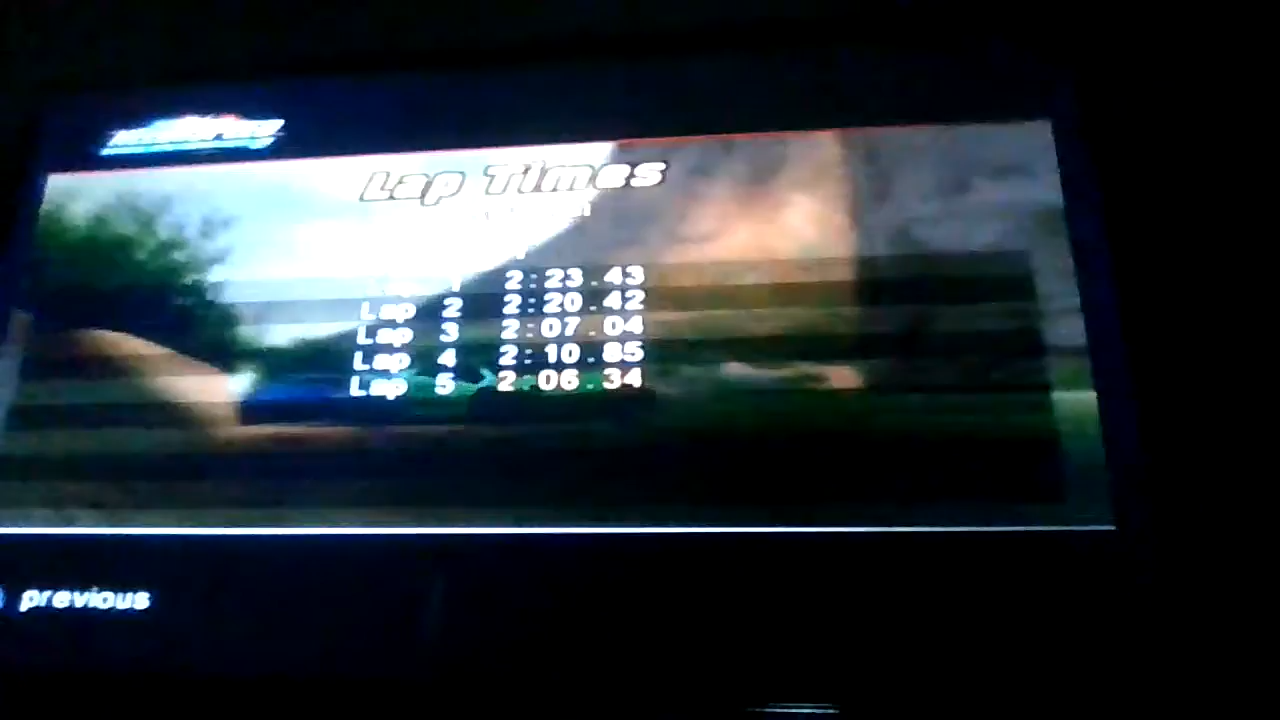 Lap Times
1 2:23.43
Lap 2 2:20.42
Lap 3 2:07.04
Lap 4 2:10.85
Lap 5 2.06.34
previous